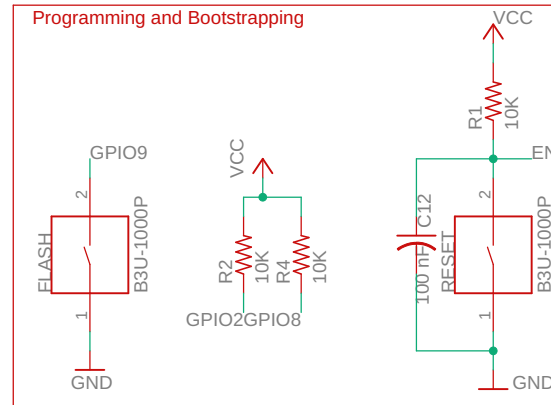 Programming and Bootstrapping
VCC
R1
10K
EN
GPIO9
2
FLASH
B3U-1000P
1
GND
VCC
R2
10K
R4
10K
GPIO2GPIO8
C12
100 nF
2
RESET
B3U-1000P
1
GND